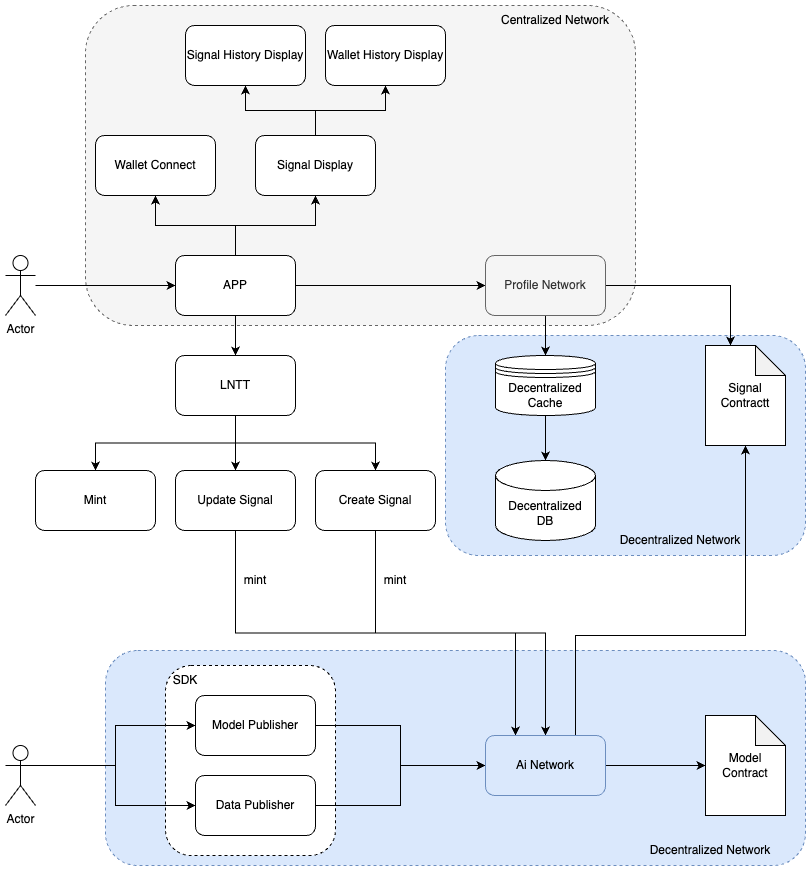 Centralized Network
Signal History Display
Wallet History Display
Wallet Connect
Signal Display
APP
Profile Network
Actor
LNTT
Decentralized
Cache
Signal
Contractt
Mint
Update Signal
Create Signal
Decentralized
DB
Decentralized Network
mint
mint
SDK
Model Publisher
Ai Network
Model
Contract
Data Publisher
Actor
Decentralized Network